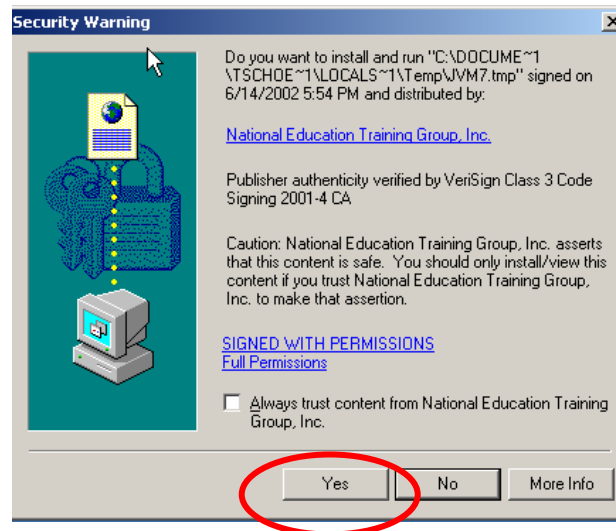 Security Warning
Do you want to install and run "C:\DOCUME~1
\TSCHOE~1\LOCALS~1\Temp\JVM7.tmp" signed on
6/14/2002 5:54 PM and distributed by:
National Education Training Group, Inc.
Publisher authenticity verified by VeriSign Class 3 Code
Signing 2001-4 CA
Caution: National Education Training Group, Inc. asserts
that this content is safe. You should only install/view this
content if you trust National Education Training Group,
Inc. to make that assertion.
SIGNED WITH PERMISSIONS
Full Permissions
Always trust content from National Education Training
Group, Inc.
Yes No More Info